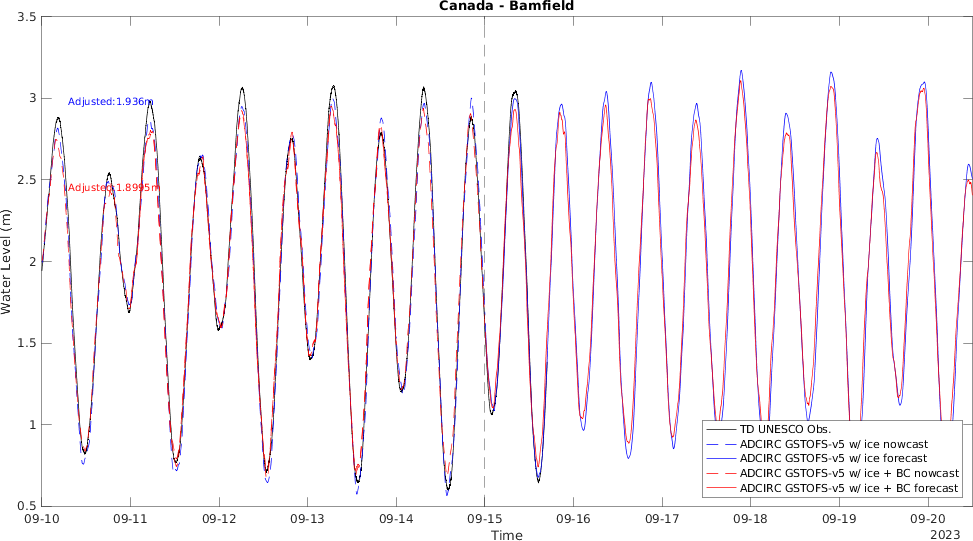 Canada - Bamfield
3.5
3
2.5
2
1.5
1
0.5
Water Level (m)
Adjusted:1.936m
Adjusted:1.8995m
TD UNESCO Obs.
ADCIRC GSTOFS-v5 w/ ice nowcast
ADCIRC GSTOFS-v5 w/ ice forecast
ADCIRC GSTOFS-v5 w/ ice + BC nowcast
ADCIRC GSTOFS-v5 w/ ice + BC forecast
09-10 09-11 09-12 09-13 09-14 09-15 09-16 09-17 09-18 09-19 09-20
Time
2023